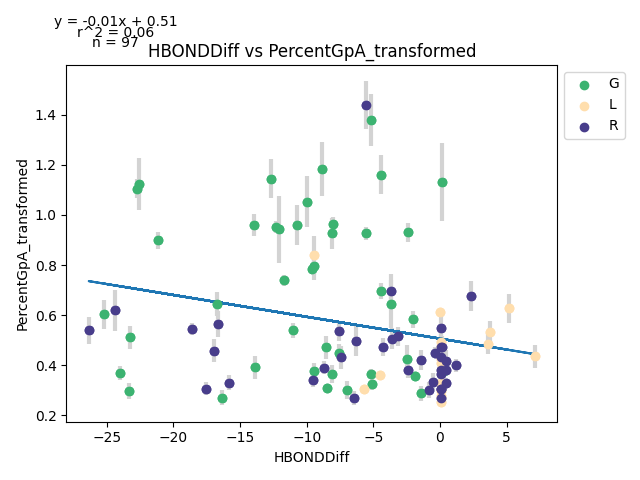 y = -0.01x + 0.51
r^2 = 0.06
n = 97
HBONDDiff vs PercentGpA_transformed
G
L
R
PercentGpA_transformed
1.4
1.2
1.0
0.8
0.6
0.4
0.2
−25 −20 −15 −10 −5 0 5
HBONDDiff